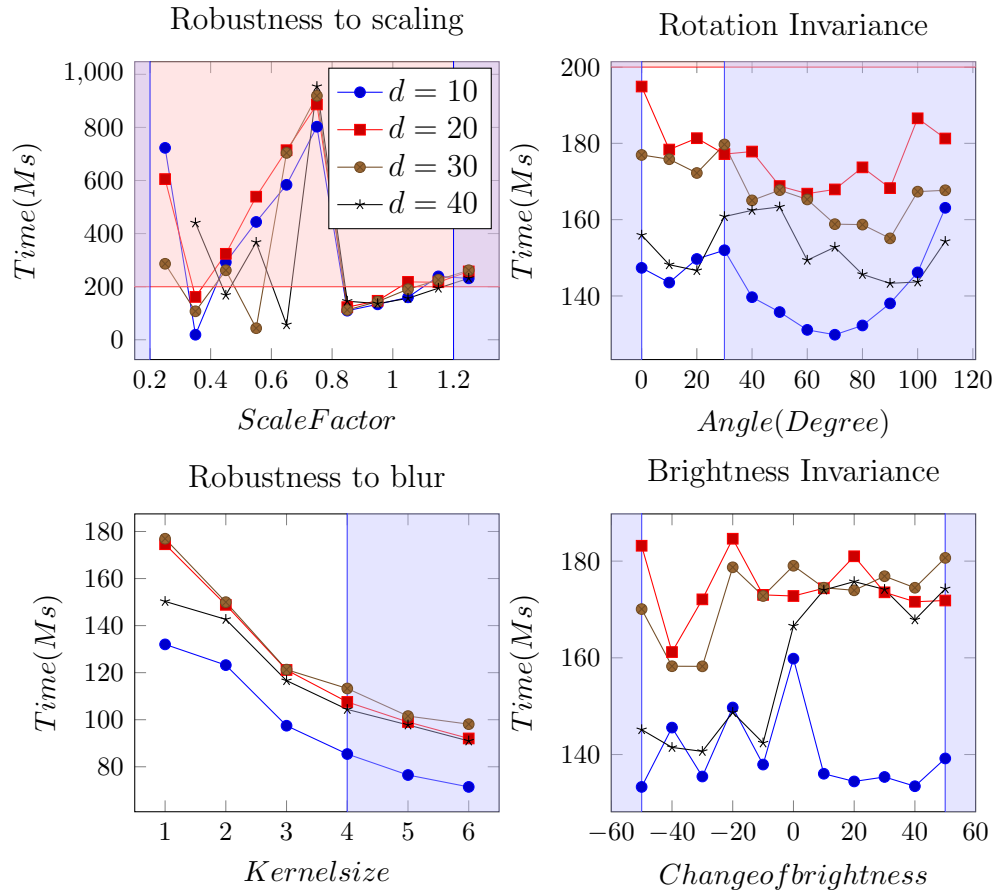 Robustness to scaling
1,000
800
600
400
200
0
Time(Ms)
0.2 0.4 0.6 0.8 1 1.2
ScaleFactor
d = 10
d = 20
d = 30
d = 40
Rotation Invariance
200
180
160
140
Time(Ms)
0 20 40 60 80 100 120
Angle(Degree)
Robustness to blur
180
160
140
120
100
80
Time(Ms)
1 2 3 4 5 6
Kernelsize
Brightness Invariance
180
160
140
Time(Ms)
−60 −40 −20 0 20 40 60
Changeofbrightness